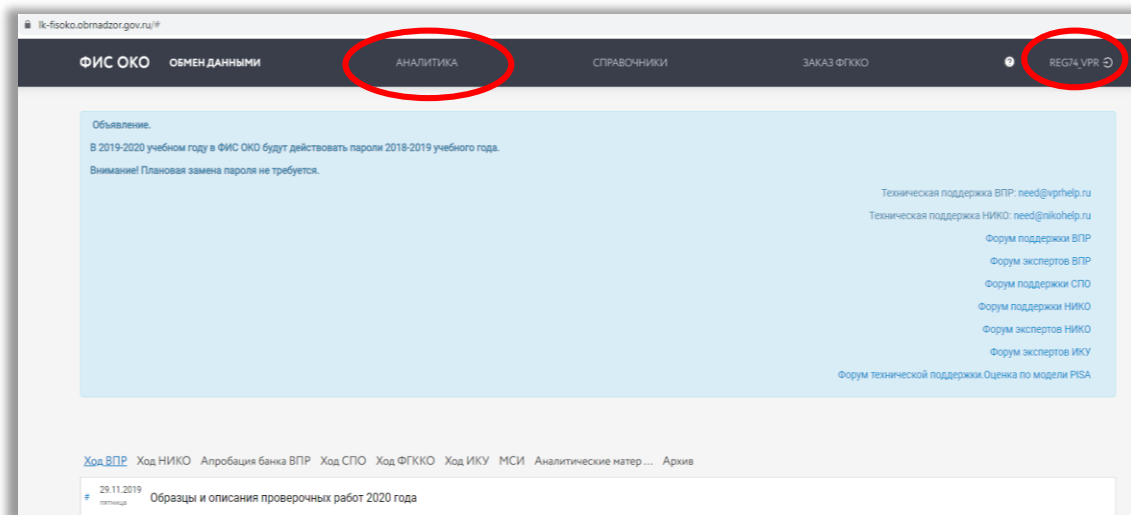 lk-fisoko.obrnadzor.gov.ru/#
ФИС ОКО ОБМЕН ДАННЫМИ АНАЛИТИКА СПРАВОЧНИКИ ЗАКАЗ ФГККО ? REG74_VPR
Объявление.
В 2019-2020 учебном году в ФИС ОКО будут действовать пароли 2018-2019 учебного года.
Внимание! Плановая замена пароля не требуется.
Техническая поддержка ВПР: need@vprhelp.ru
Техническая поддержка НИКО: need@nikohelp.ru
Форум поддержки ВПР
Форум экспертов ВПР
Форум поддержки СПО
Форум поддержки НИКО
Форум экспертов НИКО
Форум экспертов ИКУ
Форум технической поддержки.Оценка по модели PISA
Ход ВПР Ход НИКО Апробация банка ВПР Ход СПО Ход ФГККО Ход ИКУ МСИ Аналитические матер ... Архив
# 29.11.2019 Образцы и описания проверочных работ 2020 года
пятница